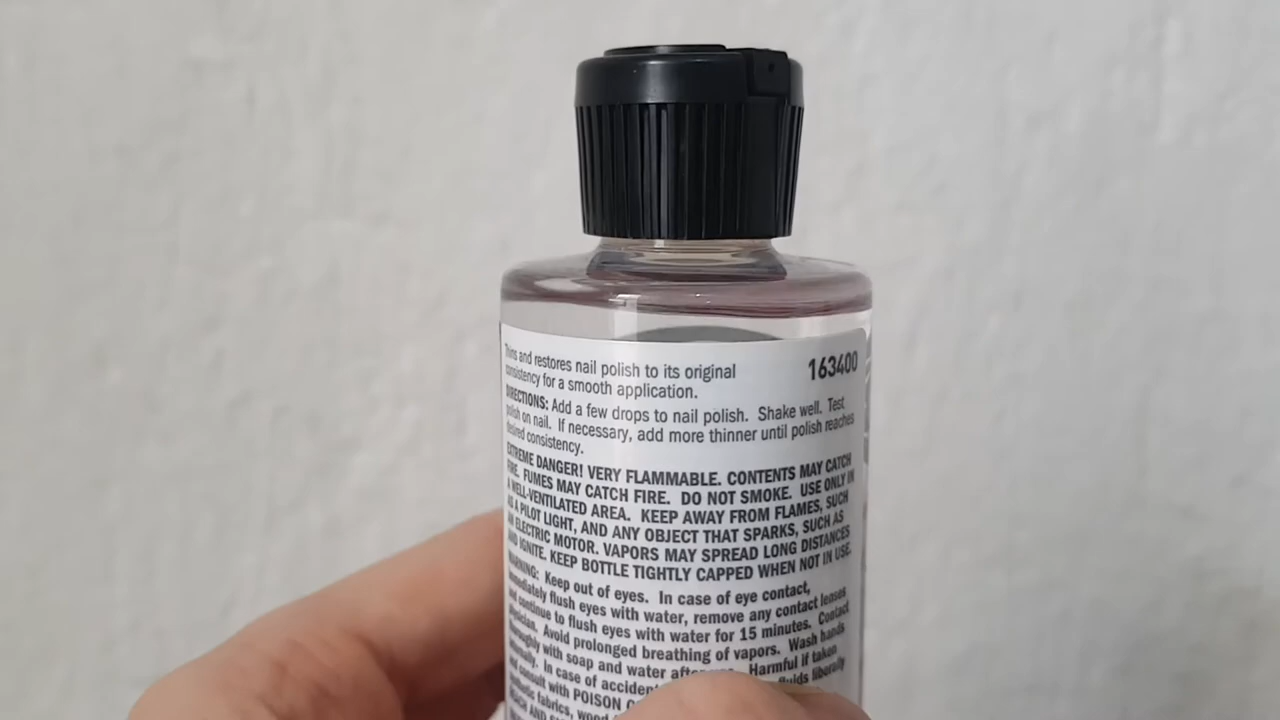 Thins and restores nail polish to its original
consistency for a smooth application.
163400
DIRECTIONS: Add a few drops to nail polish. Shake well. Test
polish on nail. If necessary, add more thinner until polish reaches
desired consistency.
EXTREME DANGER! VERY FLAMMABLE. CONTENTS MAY CATCH
FIRE. FUMES MAY CATCH FIRE. DO NOT SMOKE. USE ONLY IN
A WELL-VENTILATED AREA. KEEP AWAY FROM FLAMES, SUCH
AS A PILOT LIGHT, AND ANY OBJECT THAT SPARKS, SUCH AS
AN ELECTRIC MOTOR. VAPORS MAY SPREAD LONG DISTANCES
AND IGNITE. KEEP BOTTLE TIGHTLY CAPPED WHEN NOT IN USE.
WARNING: Keep out of eyes. In case of eye contact,
immediately flush eyes with water, remove any contact lenses
and continue to flush eyes with water for 15 minutes. Contact
physician. Avoid prolonged breathing of vapors. Wash hands
thoroughly with soap and water after Harmful if taken
In case of fluids liberally
and consult with POISON
fabrics, wood